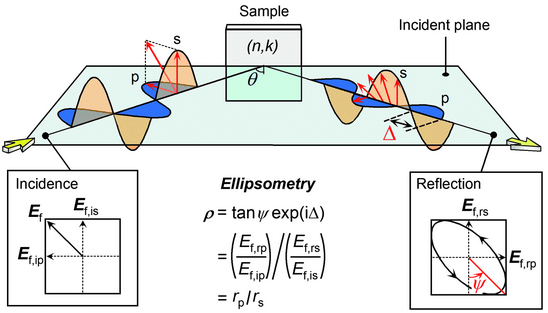 Sample
Incident plane
(n,k)
θ
s
p
s
p
Δ
Incidence
E_f
E_f,is
E_f,ip
Ellipsometry
ρ = tanψ exp(iΔ)
= (E_f,rp / E_f,ip) / (E_f,rs / E_f,is)
= r_p/r_s
Reflection
E_f,rs
E_f,rp
ψ